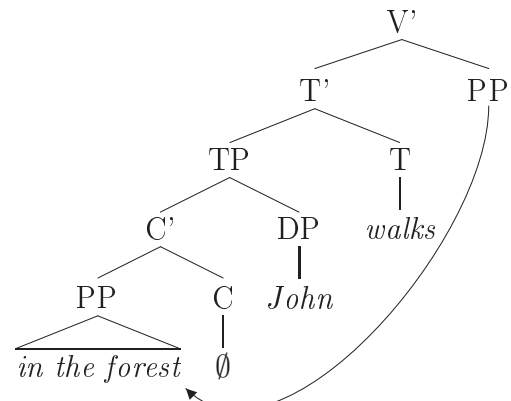 V'
T' PP
TP T
C' DP walks
PP C John
in the forest ∅